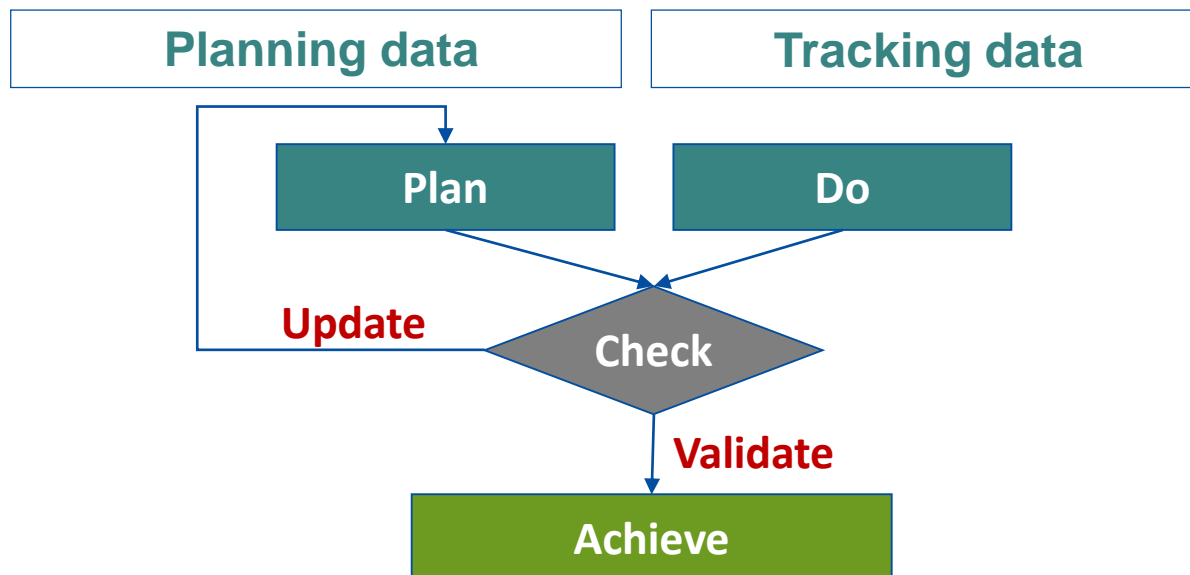 Planning data
Tracking data
Plan
Do
Update
Check
Validate
Achieve